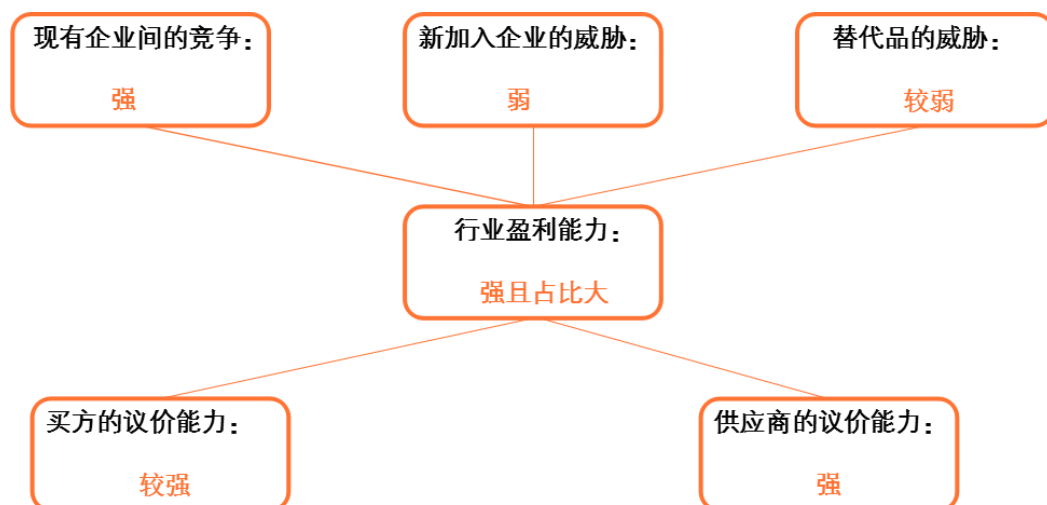 现有企业间的竞争：
强
新加入企业的威胁：
弱
替代品的威胁：
较弱
行业盈利能力：
强且占比大
买方的议价能力：
较强
供应商的议价能力：
强